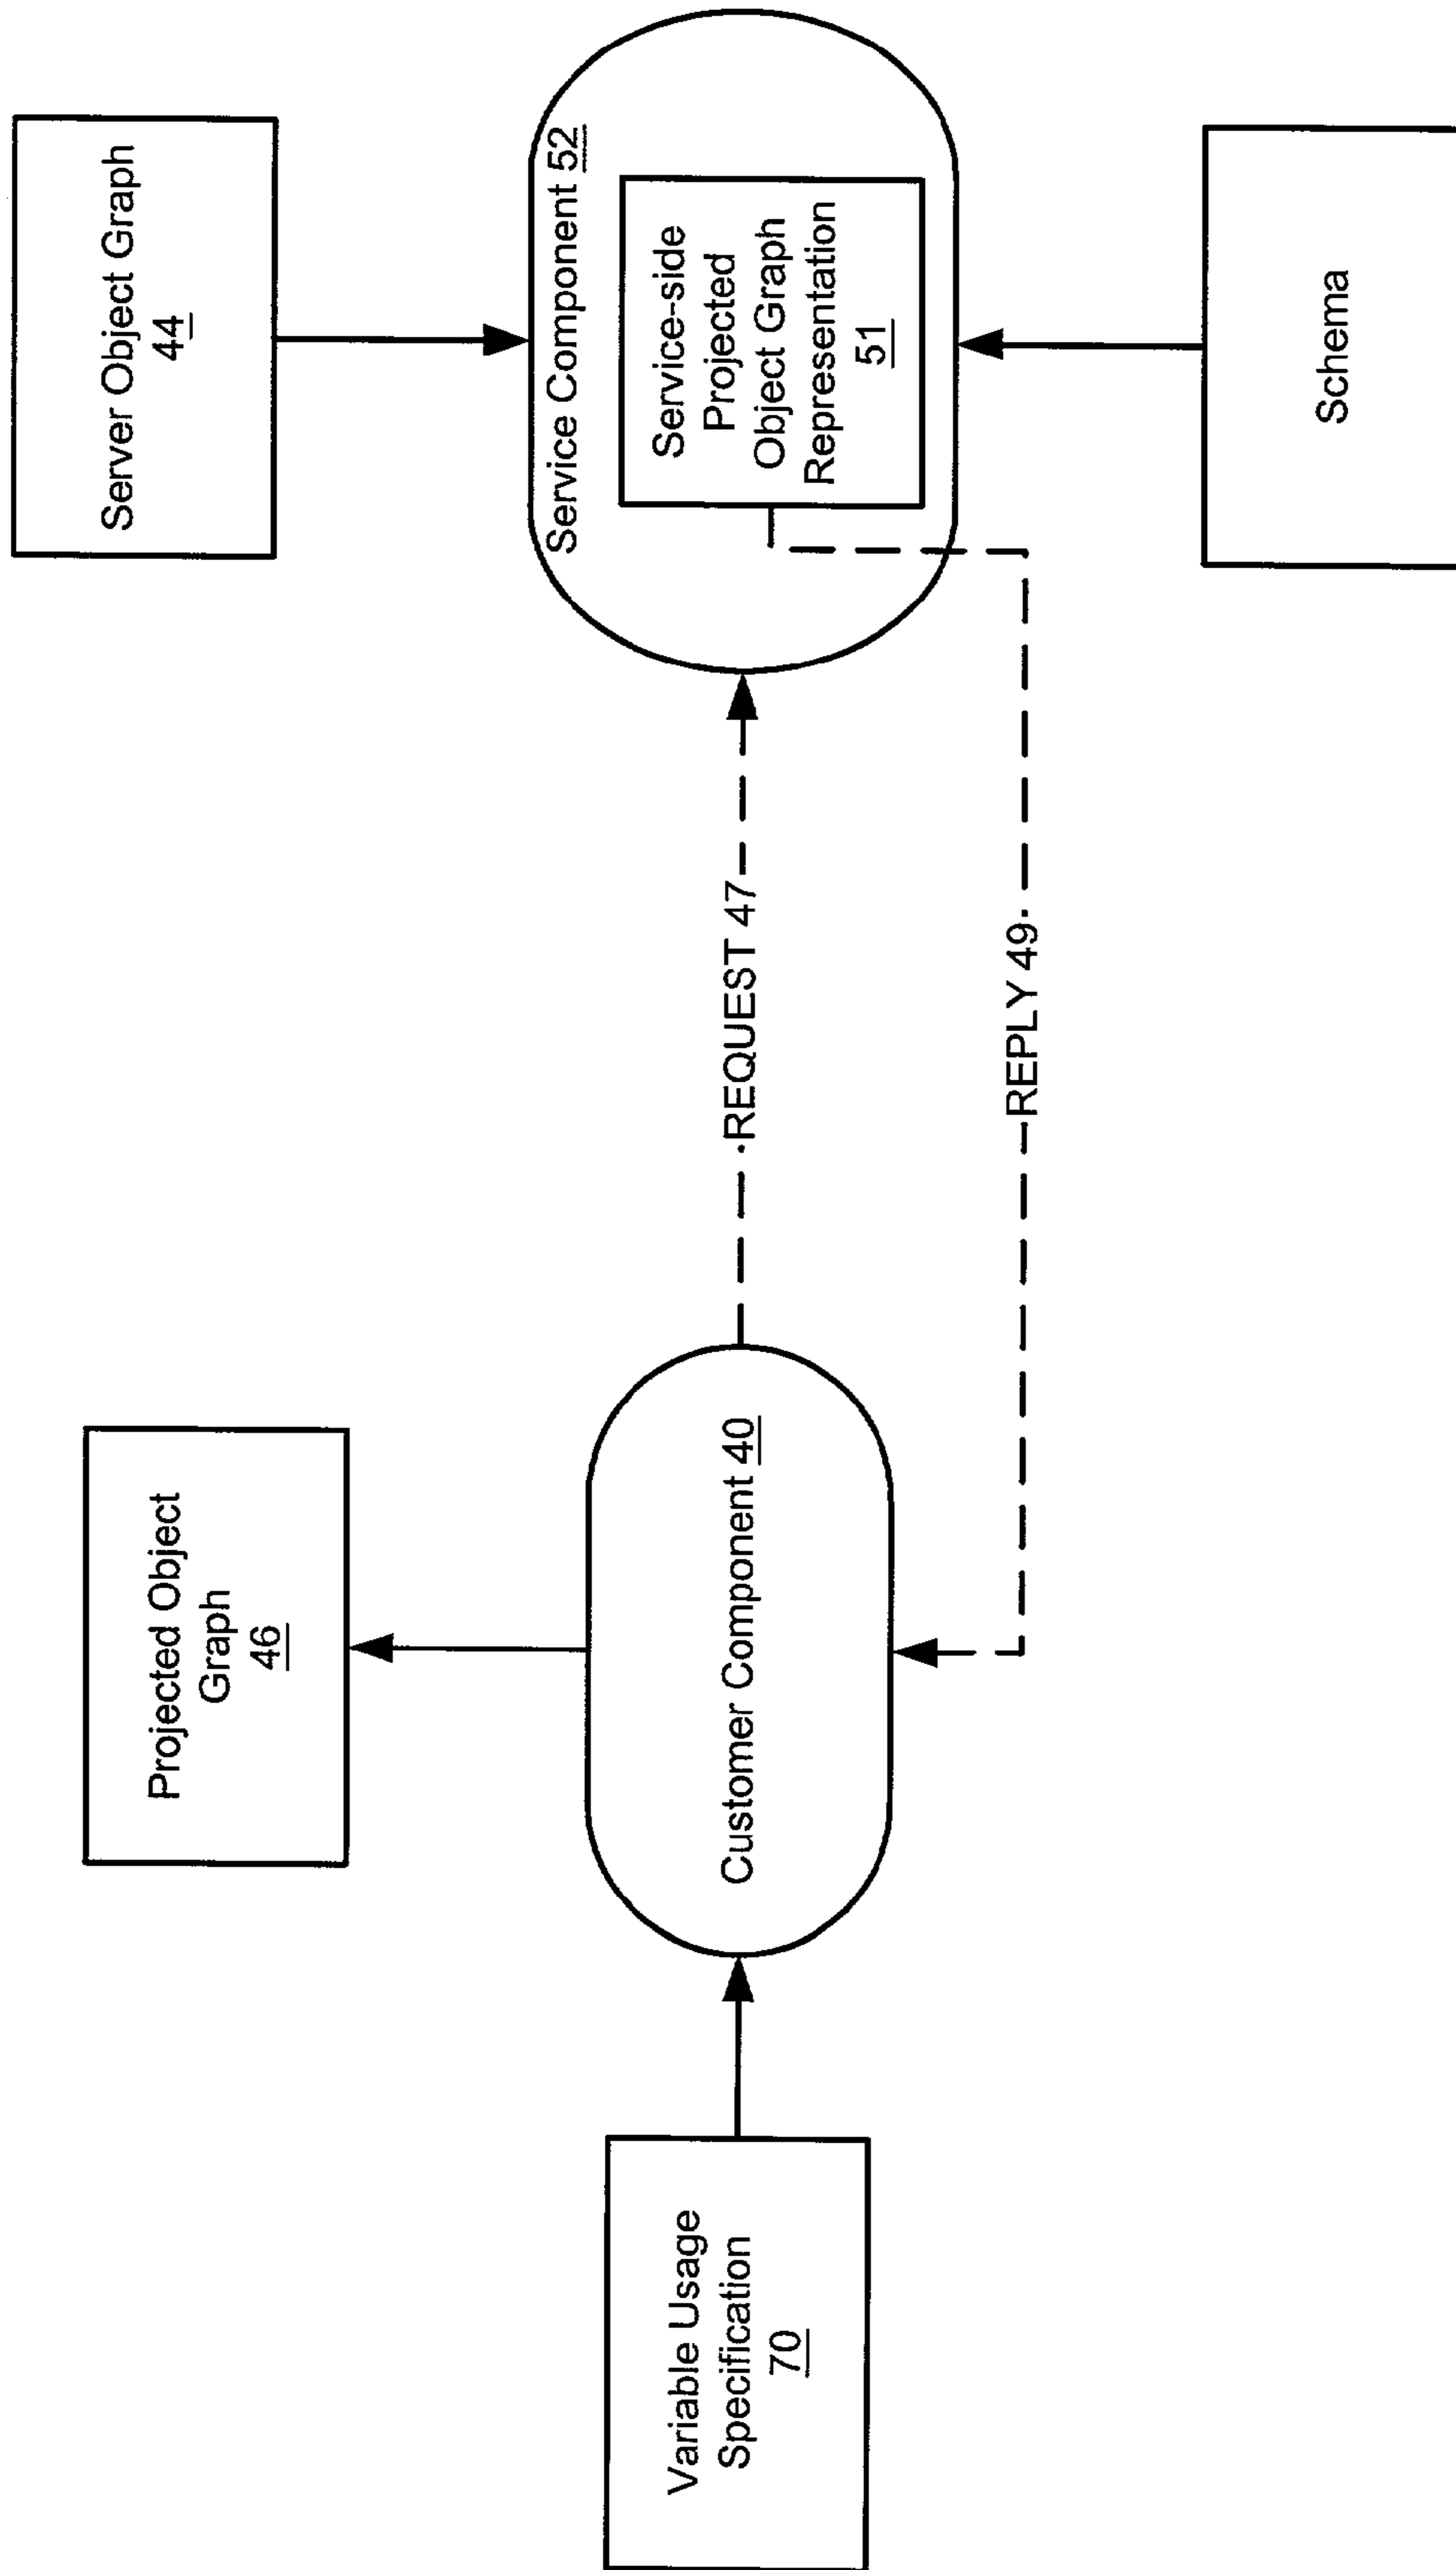 Server Object Graph
44
Service Component 52
Service-side
Projected
Object Graph
Representation
51
Schema
REQUEST 47
REPLY 49
Projected Object
Graph
46
Customer Component 40
Variable Usage
Specification
70